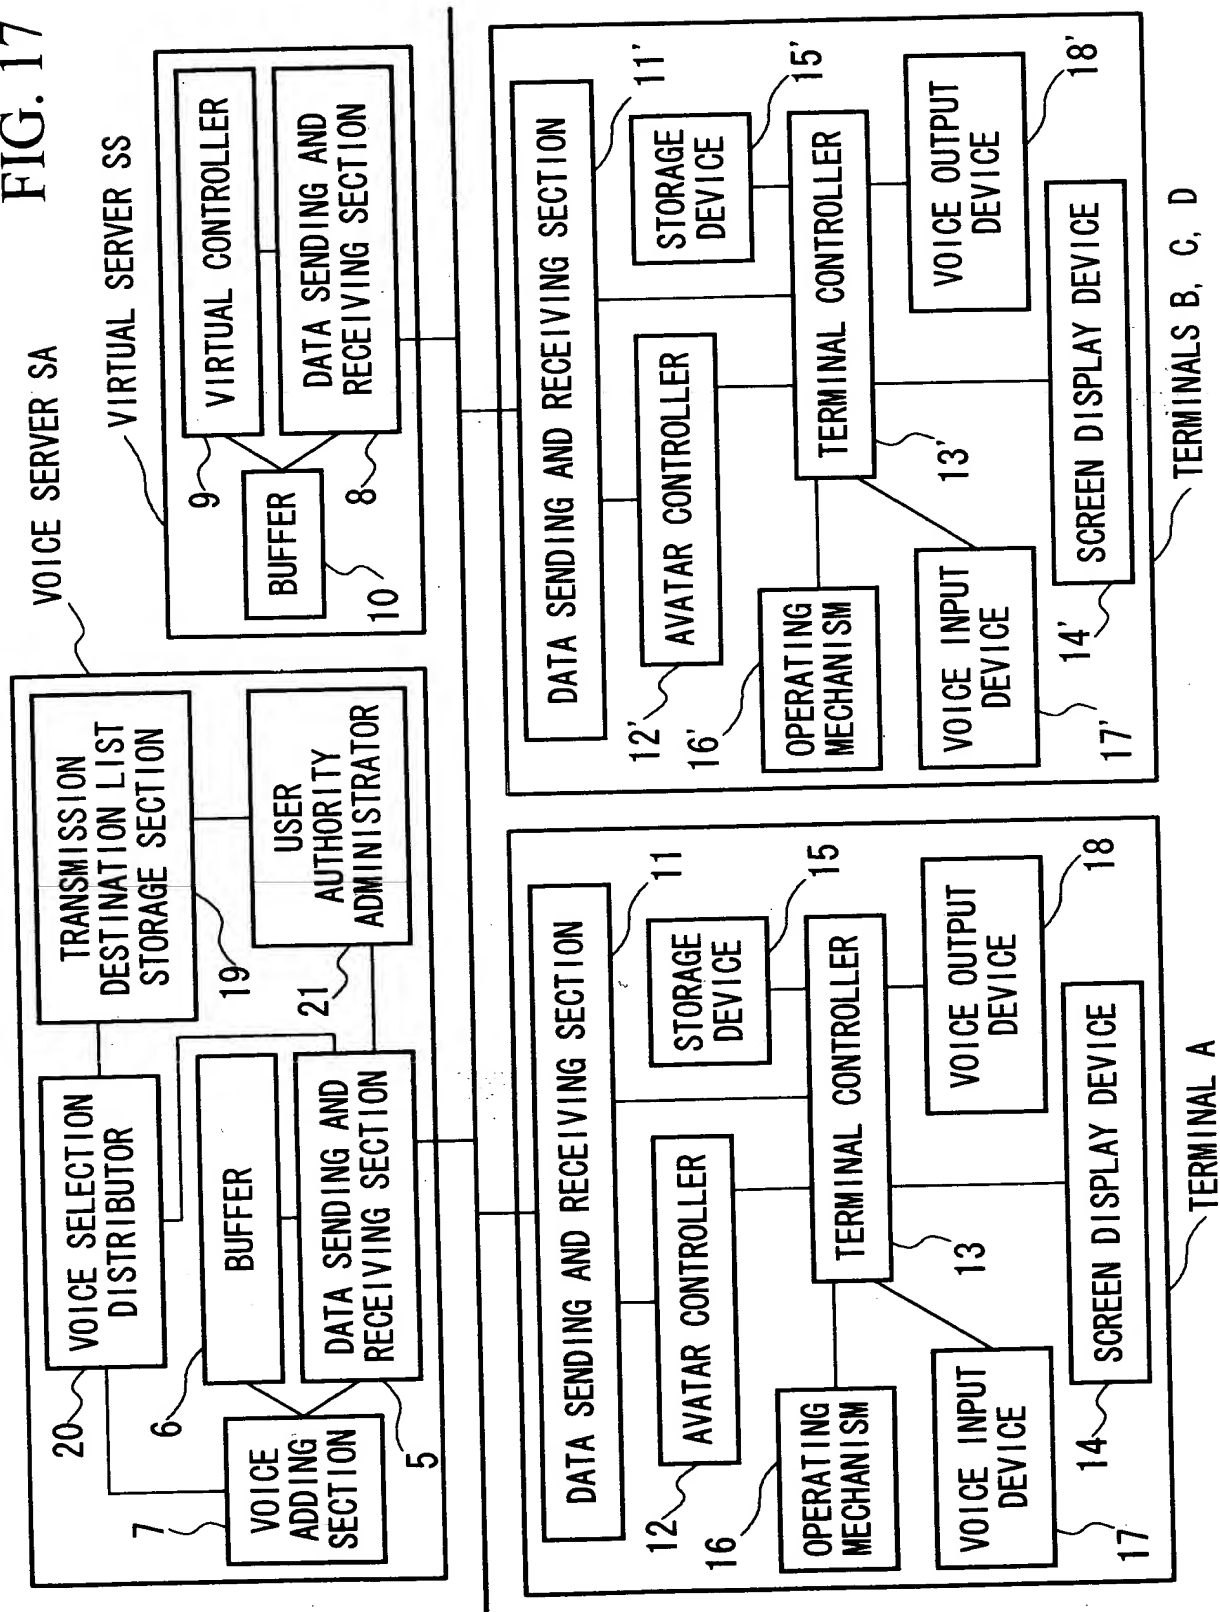 FIG. 17
VOICE SERVER SA
VIRTUAL SERVER SS
VOICE SELECTION
DISTRIBUTOR
20
TRANSMISSION
DESTINATION LIST
STORAGE SECTION
19
VOICE
ADDING
SECTION
7
BUFFER
6
DATA SENDING AND
RECEIVING SECTION
5
USER
AUTHORITY
ADMINISTRATOR
21
VIRTUAL CONTROLLER
9
BUFFER
10
DATA SENDING AND
RECEIVING SECTION
8
DATA SENDING AND RECEIVING SECTION
11
AVATAR CONTROLLER
12
STORAGE
DEVICE
15
OPERATING
MECHANISM
16
TERMINAL CONTROLLER
13
VOICE INPUT
DEVICE
17
VOICE OUTPUT
DEVICE
18
SCREEN DISPLAY DEVICE
14
TERMINAL A
DATA SENDING AND RECEIVING SECTION
11'
AVATAR CONTROLLER
12'
STORAGE
DEVICE
15'
OPERATING
MECHANISM
16'
TERMINAL CONTROLLER
13'
VOICE INPUT
DEVICE
17'
VOICE OUTPUT
DEVICE
18'
SCREEN DISPLAY DEVICE
14'
TERMINALS B, C, D